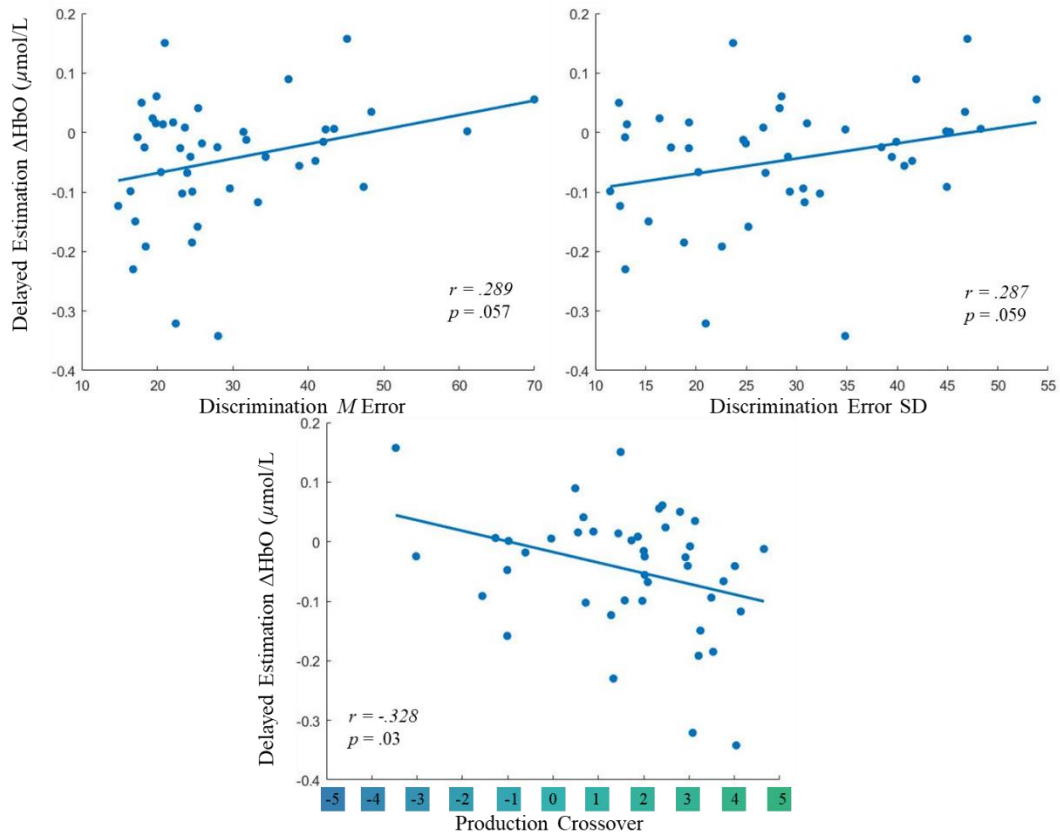 0.2
0.1
0
-0.1
-0.2
-0.3
-0.4
Delayed Estimation ΔHbO (µmol/L
r = .289
p = .057
10 20 30 40 50 60 70
Discrimination M Error
0.2
0.1
0
-0.1
-0.2
-0.3
-0.4
r = .287
p = .059
10 15 20 25 30 35 40 45 50 55
Discrimination Error SD
0.2
0.1
0
-0.1
-0.2
-0.3
-0.4
Delayed Estimation ΔHbO (µmol/L
r = -.328
p = .03
-5 -4 -3 -2 -1 0 1 2 3 4 5
Production Crossover